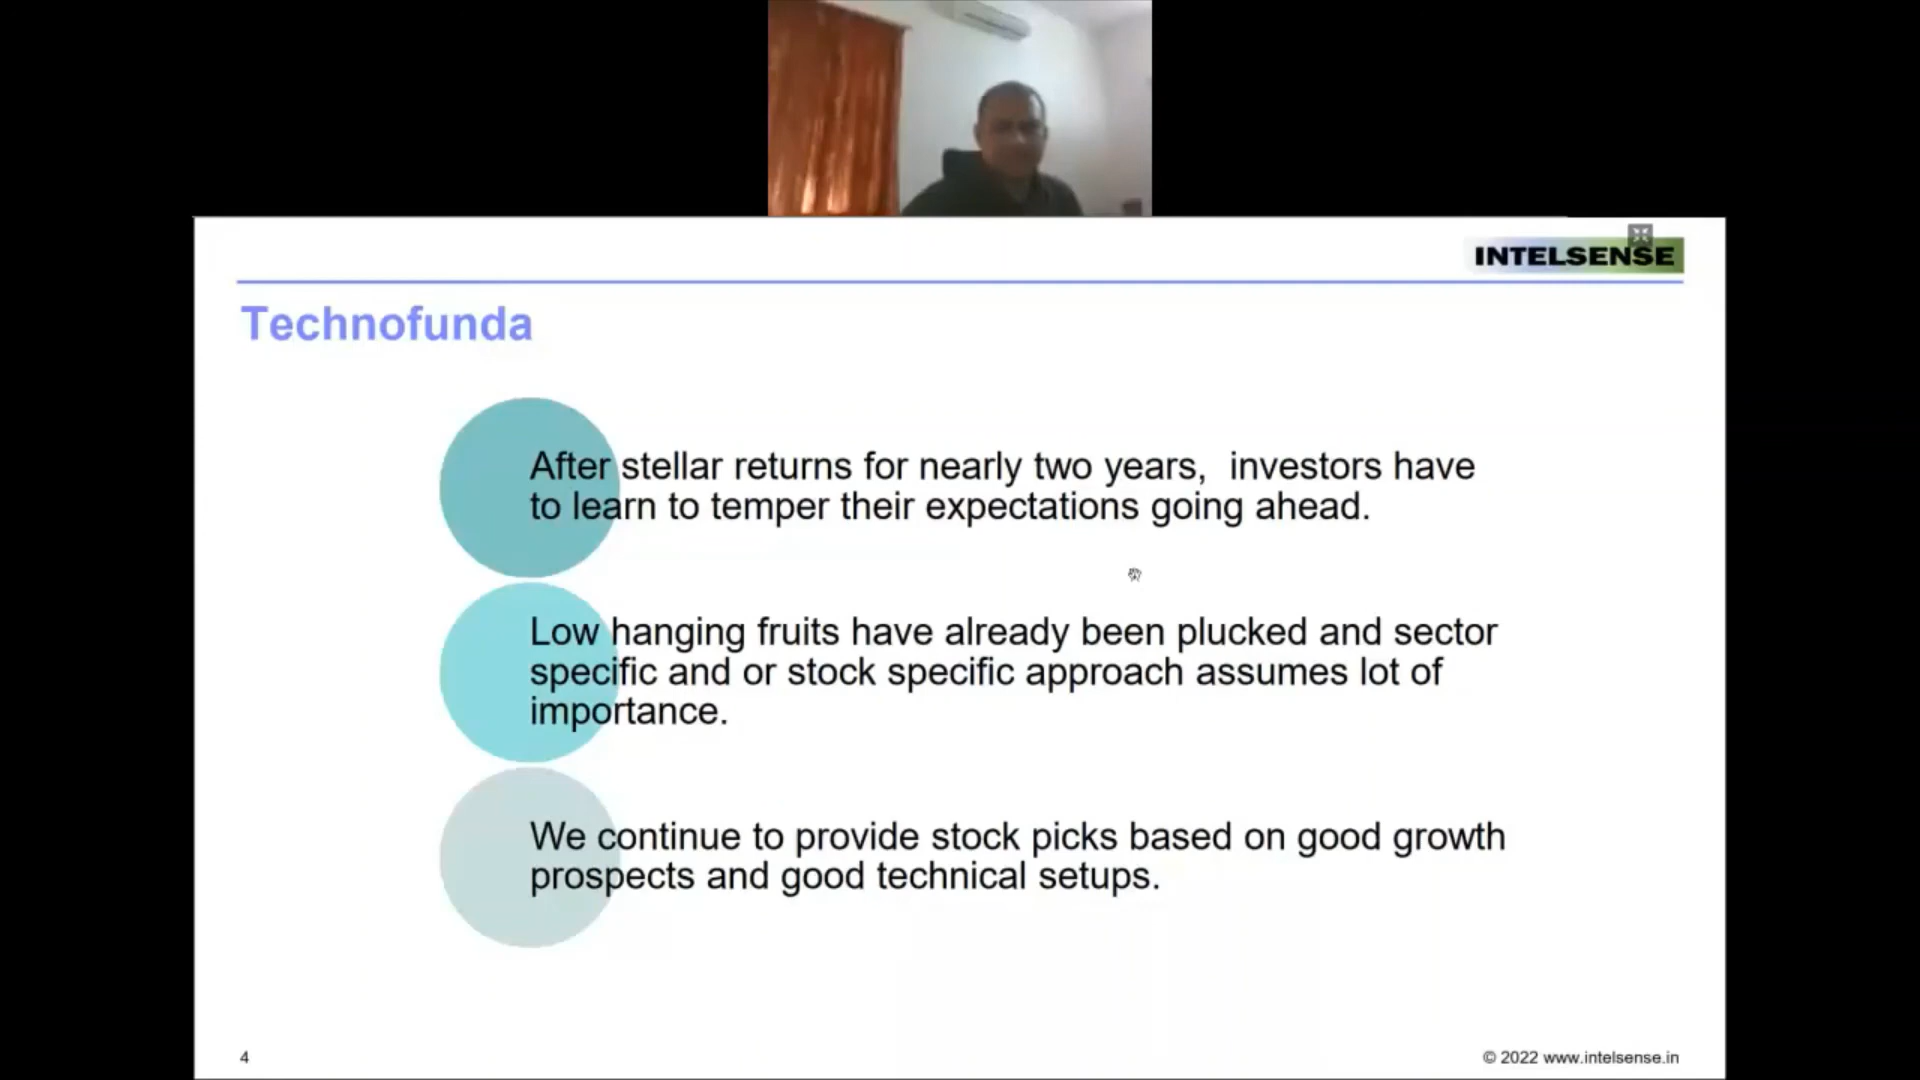 INTELSENSE
Technofunda
After stellar returns for nearly two years,  investors have
to learn to temper their expectations going ahead.
Low hanging fruits have already been plucked and sector
specific and or stock specific approach assumes lot of
importance.
We continue to provide stock picks based on good growth
prospects and good technical setups.
4
© 2022 www.intelsense.in